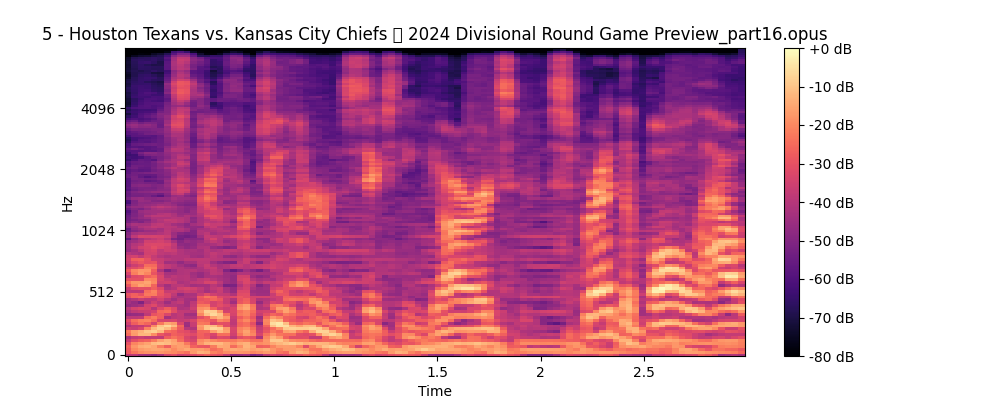 5 - Houston Texans vs. Kansas City Chiefs ▯ 2024 Divisional Round Game Preview_part16.opus
+0 dB
4096
-10 dB
-20 dB
2048
-30 dB
Hz
-40 dB
1024
-50 dB
512
-60 dB
-70 dB
0
-80 dB
0 0.5 1 1.5 2 2.5
Time